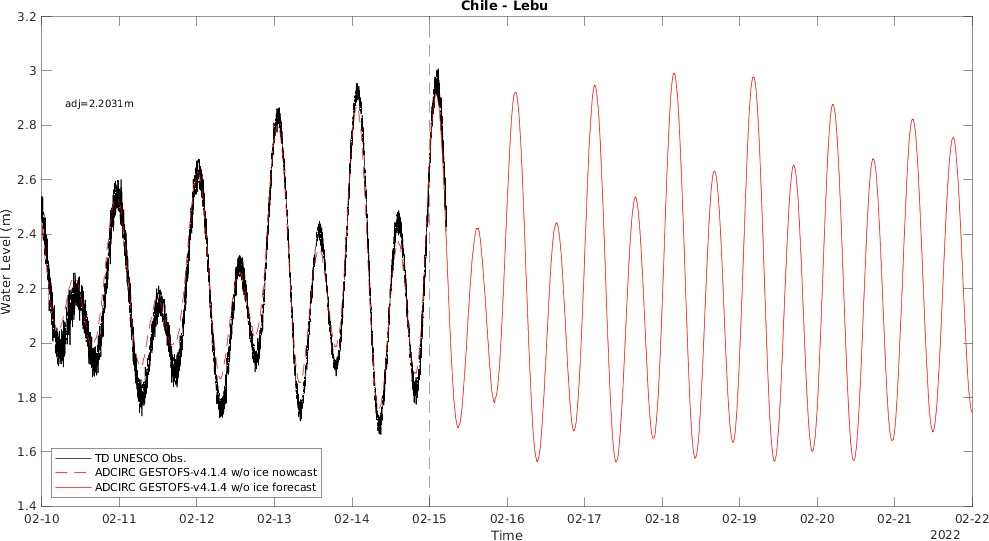 Chile - Lebu
3.2
3
2.8
2.6
2.4
2.2
2
1.8
1.6
1.4
Water Level (m)
adj=2.2031m
TD UNESCO Obs.
ADCIRC GESTOFS-v4.1.4 w/o ice nowcast
ADCIRC GESTOFS-v4.1.4 w/o ice forecast
02-10 02-11 02-12 02-13 02-14 02-15 02-16 02-17 02-18 02-19 02-20 02-21 02-22
Time
2022